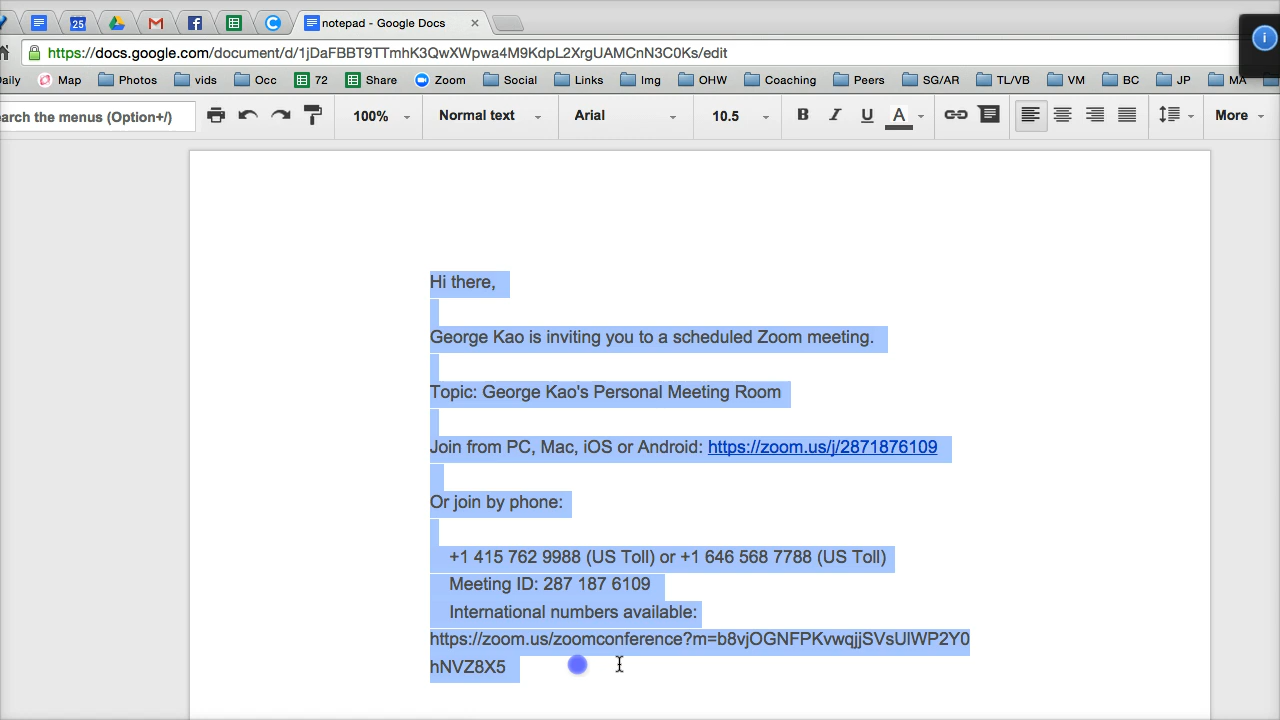 25
notepad - Google Docs
https://docs.google.com/document/d/1jDaFBBT9TTmhK3QwXWpwa4M9KdpL2XrgUAMCnN3C0Ks/edit
Daily Map Photos vids Occ 72 Share Zoom Social Links Img OHW Coaching Peers SG/AR TL/VB VM BC JP MA
earch the menus (Option+/) 100% Normal text Arial 10.5 B I U A More
Hi there,
George Kao is inviting you to a scheduled Zoom meeting.
Topic: George Kao's Personal Meeting Room
Join from PC, Mac, iOS or Android: https://zoom.us/j/2871876109
Or join by phone:
+1 415 762 9988 (US Toll) or +1 646 568 7788 (US Toll)
Meeting ID: 287 187 6109
International numbers available:
https://zoom.us/zoomconference?m=b8vjOGNFPKvwqjjSVsUlWP2Y0
hNVZ8X5